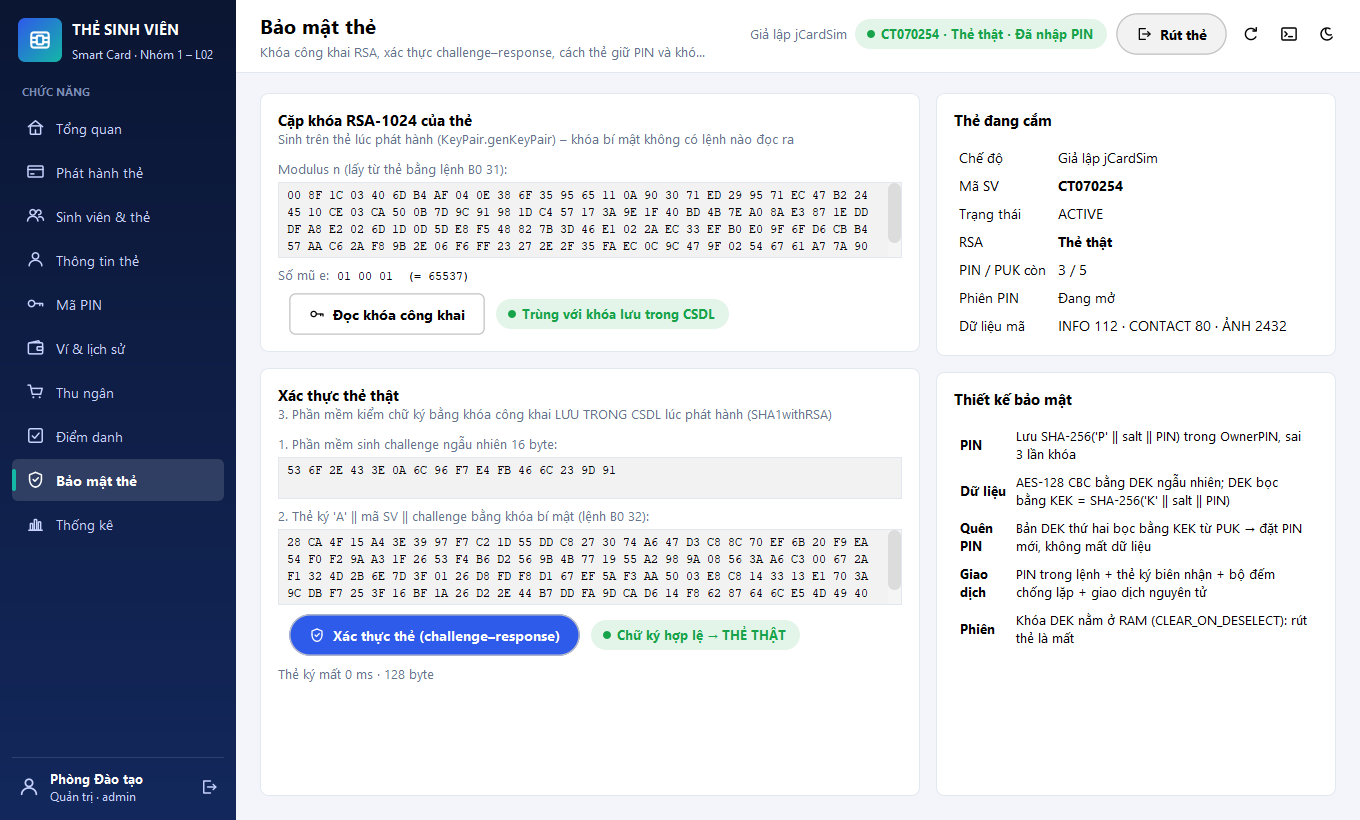 THẺ SINH VIÊN
Smart Card · Nhóm 1 – L02
CHỨC NĂNG
Tổng quan
Phát hành thẻ
Sinh viên & thẻ
Thông tin thẻ
Mã PIN
Ví & lịch sử
Thu ngân
Điểm danh
Bảo mật thẻ
Thống kê
Phòng Đào tạo
Quản trị · admin
Bảo mật thẻ
Khóa công khai RSA, xác thực challenge–response, cách thẻ giữ PIN và khó...
Giả lập jCardSim
CT070254 · Thẻ thật · Đã nhập PIN
Rút thẻ
Cặp khóa RSA-1024 của thẻ
Sinh trên thẻ lúc phát hành (KeyPair.genKeyPair) – khóa bí mật không có lệnh nào đọc ra
Modulus n (lấy từ thẻ bằng lệnh B0 31):
00 8F 1C 03 40 6D B4 AF 04 0E 38 6F 35 95 65 11 0A 90 30 71 ED 29 95 71 EC 47 B2 24
45 10 CE 03 CA 50 0B 7D 9C 91 98 1D C4 57 17 3A 9E 1F 40 BD 4B 7E A0 8A E3 87 1E DD
DF A8 E2 02 6D 1D 0D 5D E8 F5 48 82 7B 3D 46 E1 02 2A EC 33 EF B0 E0 9F 6F D6 CB B4
57 AA C6 2A F8 9B 2E 06 F6 FF 23 27 2E 2F 35 FA EC 0C 9C 47 9F 02 54 67 61 A7 7A 90
Số mũ e: 01 00 01 (= 65537)
Đọc khóa công khai
Trùng với khóa lưu trong CSDL
Xác thực thẻ thật
3. Phần mềm kiểm chữ ký bằng khóa công khai LƯU TRONG CSDL lúc phát hành (SHA1withRSA)
1. Phần mềm sinh challenge ngẫu nhiên 16 byte:
53 6F 2E 43 3E 0A 6C 96 F7 E4 FB 46 6C 23 9D 91
2. Thẻ ký 'A' || mã SV || challenge bằng khóa bí mật (lệnh B0 32):
28 CA 4F 15 A4 3E 39 97 F7 C2 1D 55 DD C8 27 30 74 A6 47 D3 C8 8C 70 EF 6B 20 F9 EA
54 F0 F2 9A A3 1F 26 53 F4 B6 D2 56 9B 4B 77 19 55 A2 98 9A 08 56 3A A6 C3 00 67 2A
F1 32 4D 2B 6E 7D 3F 01 26 D8 FD F8 D1 67 EF 5A F3 AA 50 03 E8 C8 14 33 13 E1 70 3A
9C DB F7 25 3F 16 BF 1A 26 D2 2E 44 B7 DD FA 9D CA D6 14 F8 62 87 64 6C E5 4D 49 40
Xác thực thẻ (challenge–response)
Chữ ký hợp lệ → THẺ THẬT
Thẻ ký mất 0 ms · 128 byte
Thẻ đang cắm
Chế độ Giả lập jCardSim
Mã SV CT070254
Trạng thái ACTIVE
RSA Thẻ thật
PIN / PUK còn 3 / 5
Phiên PIN Đang mở
Dữ liệu mã INFO 112 · CONTACT 80 · ẢNH 2432
Thiết kế bảo mật
PIN Lưu SHA-256('P' || salt || PIN) trong OwnerPIN, sai
3 lần khóa
Dữ liệu AES-128 CBC bằng DEK ngẫu nhiên; DEK bọc
bằng KEK = SHA-256('K' || salt || PIN)
Quên Bản DEK thứ hai bọc bằng KEK từ PUK → đặt PIN
PIN mới, không mất dữ liệu
Giao PIN trong lệnh + thẻ ký biên nhận + bộ đếm
dịch chống lặp + giao dịch nguyên tử
Phiên Khóa DEK nằm ở RAM (CLEAR_ON_DESELECT): rút
thẻ là mất